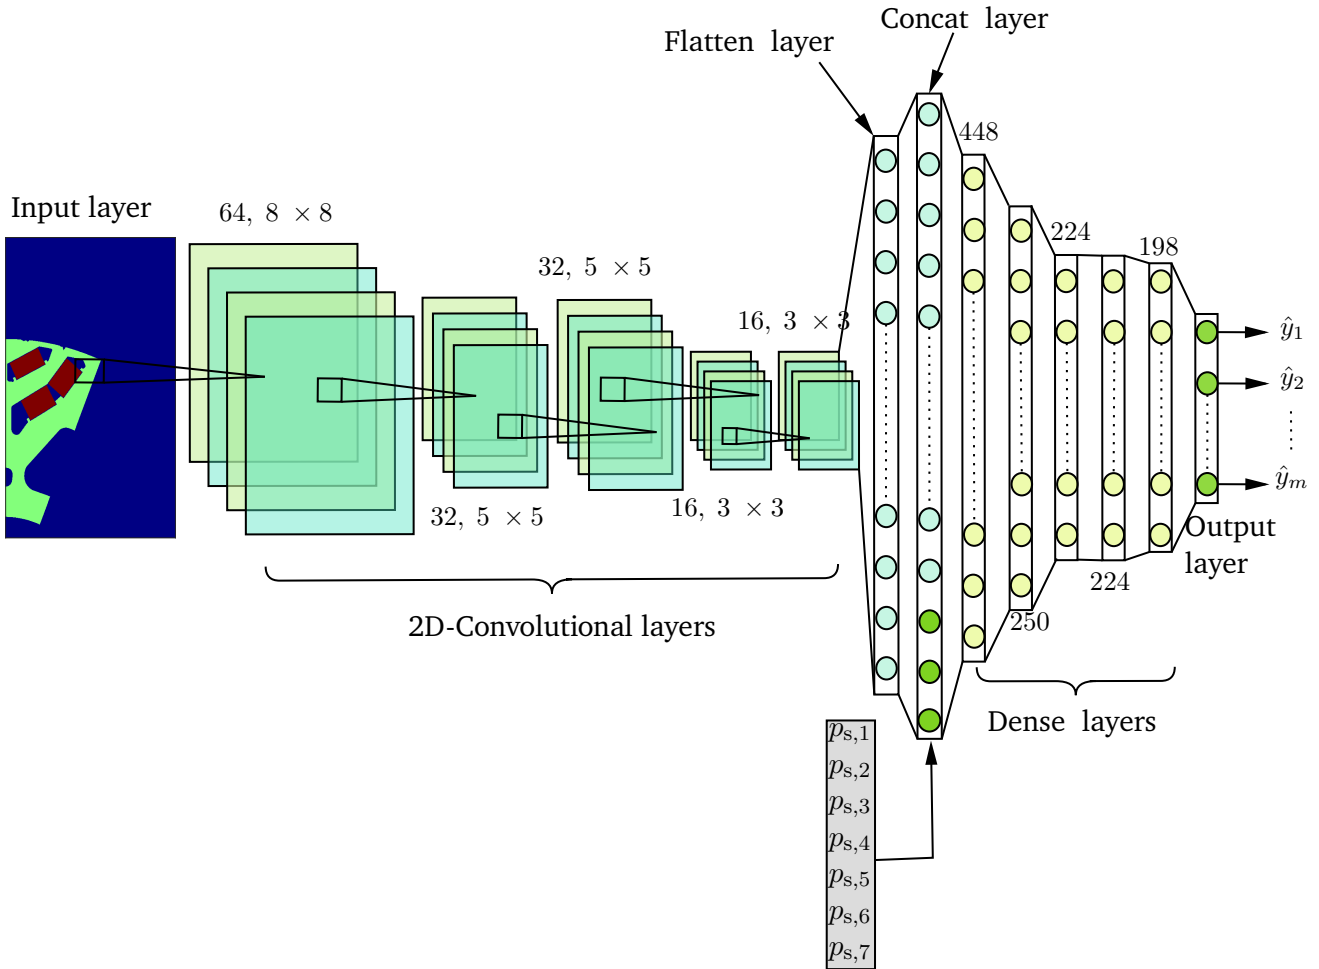 Concat layer
Flatten layer
448
Input layer
64, 8 × 8
224
198
32, 5 × 5
16, 3 × 3
ŷ₁
ŷ₂
ŷₘ
16, 3 × 3
32, 5 × 5
Output
layer
224
250
2D-Convolutional layers
Dense layers
pₛ,₁
pₛ,₂
pₛ,₃
pₛ,₄
pₛ,₅
pₛ,₆
pₛ,₇